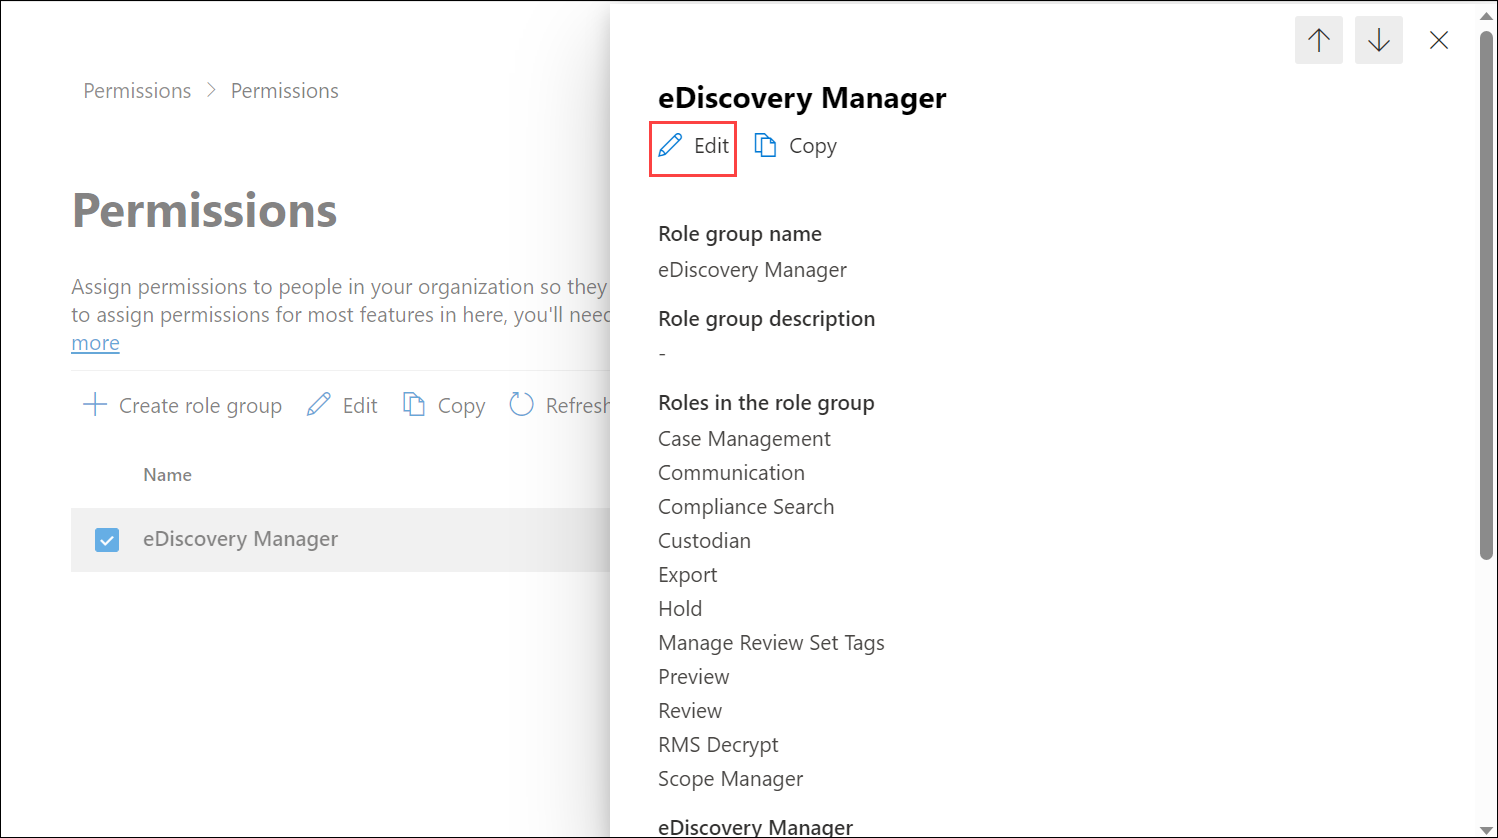 Permissions > Permissions
Permissions
Assign permissions to people in your organization so they
to assign permissions for most features in here, you'll need
more
Create role group Edit Copy Refresh
Name
eDiscovery Manager
eDiscovery Manager
Edit Copy
Role group name
eDiscovery Manager
Role group description
-
Roles in the role group
Case Management
Communication
Compliance Search
Custodian
Export
Hold
Manage Review Set Tags
Preview
Review
RMS Decrypt
Scope Manager
eDiscovery Manager